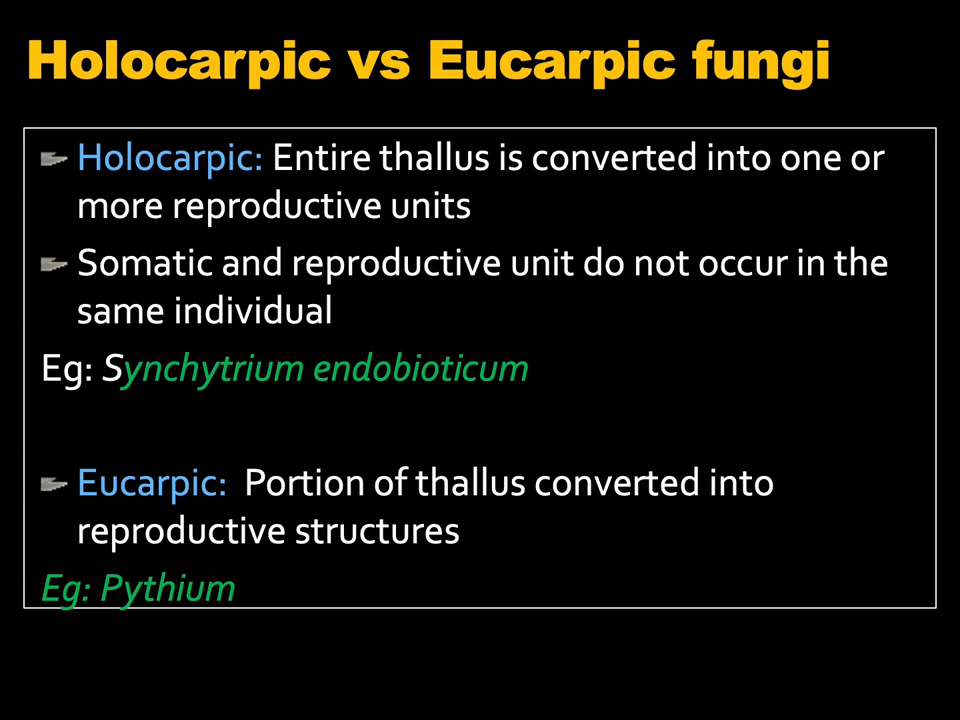 Holocarpic vs Eucarpic fungi
Holocarpic: Entire thallus is converted into one or
more reproductive units
Somatic and reproductive unit do not occur in the
same individual
Eg: Synchytrium endobioticum
Eucarpic: Portion of thallus converted into
reproductive structures
Eg: Pythium